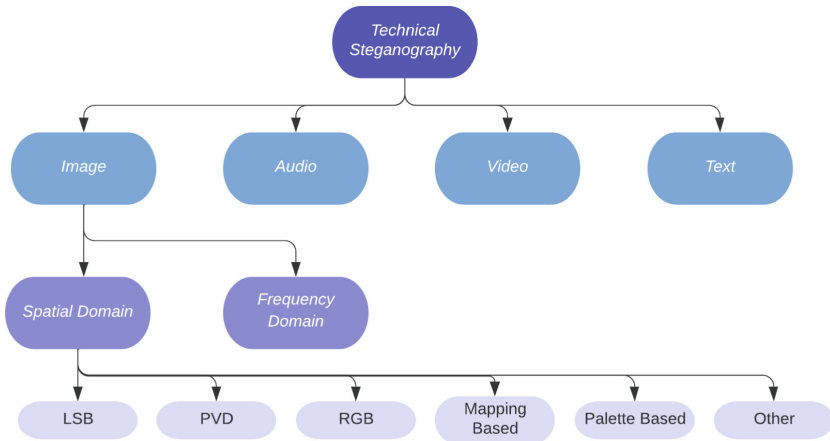 Technical
Steganography
Image
Audio
Video
Text
Spatial Domain
Frequency
Domain
LSB
PVD
RGB
Mapping
Based
Palette Based
Other